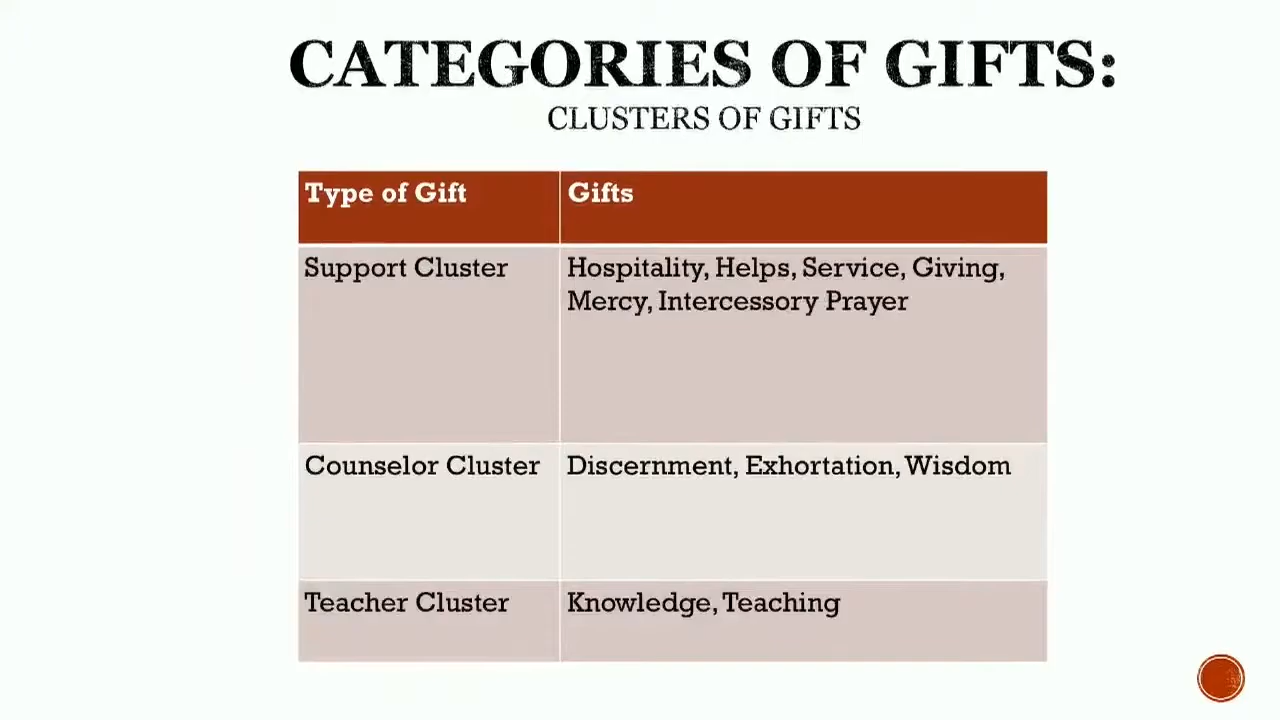 CATEGORIES OF GIFTS:
CLUSTERS OF GIFTS
Type of Gift
Gifts
Support Cluster
Hospitality, Helps, Service, Giving,
Mercy, Intercessory Prayer
Counselor Cluster
Discernment, Exhortation, Wisdom
Teacher Cluster
Knowledge, Teaching